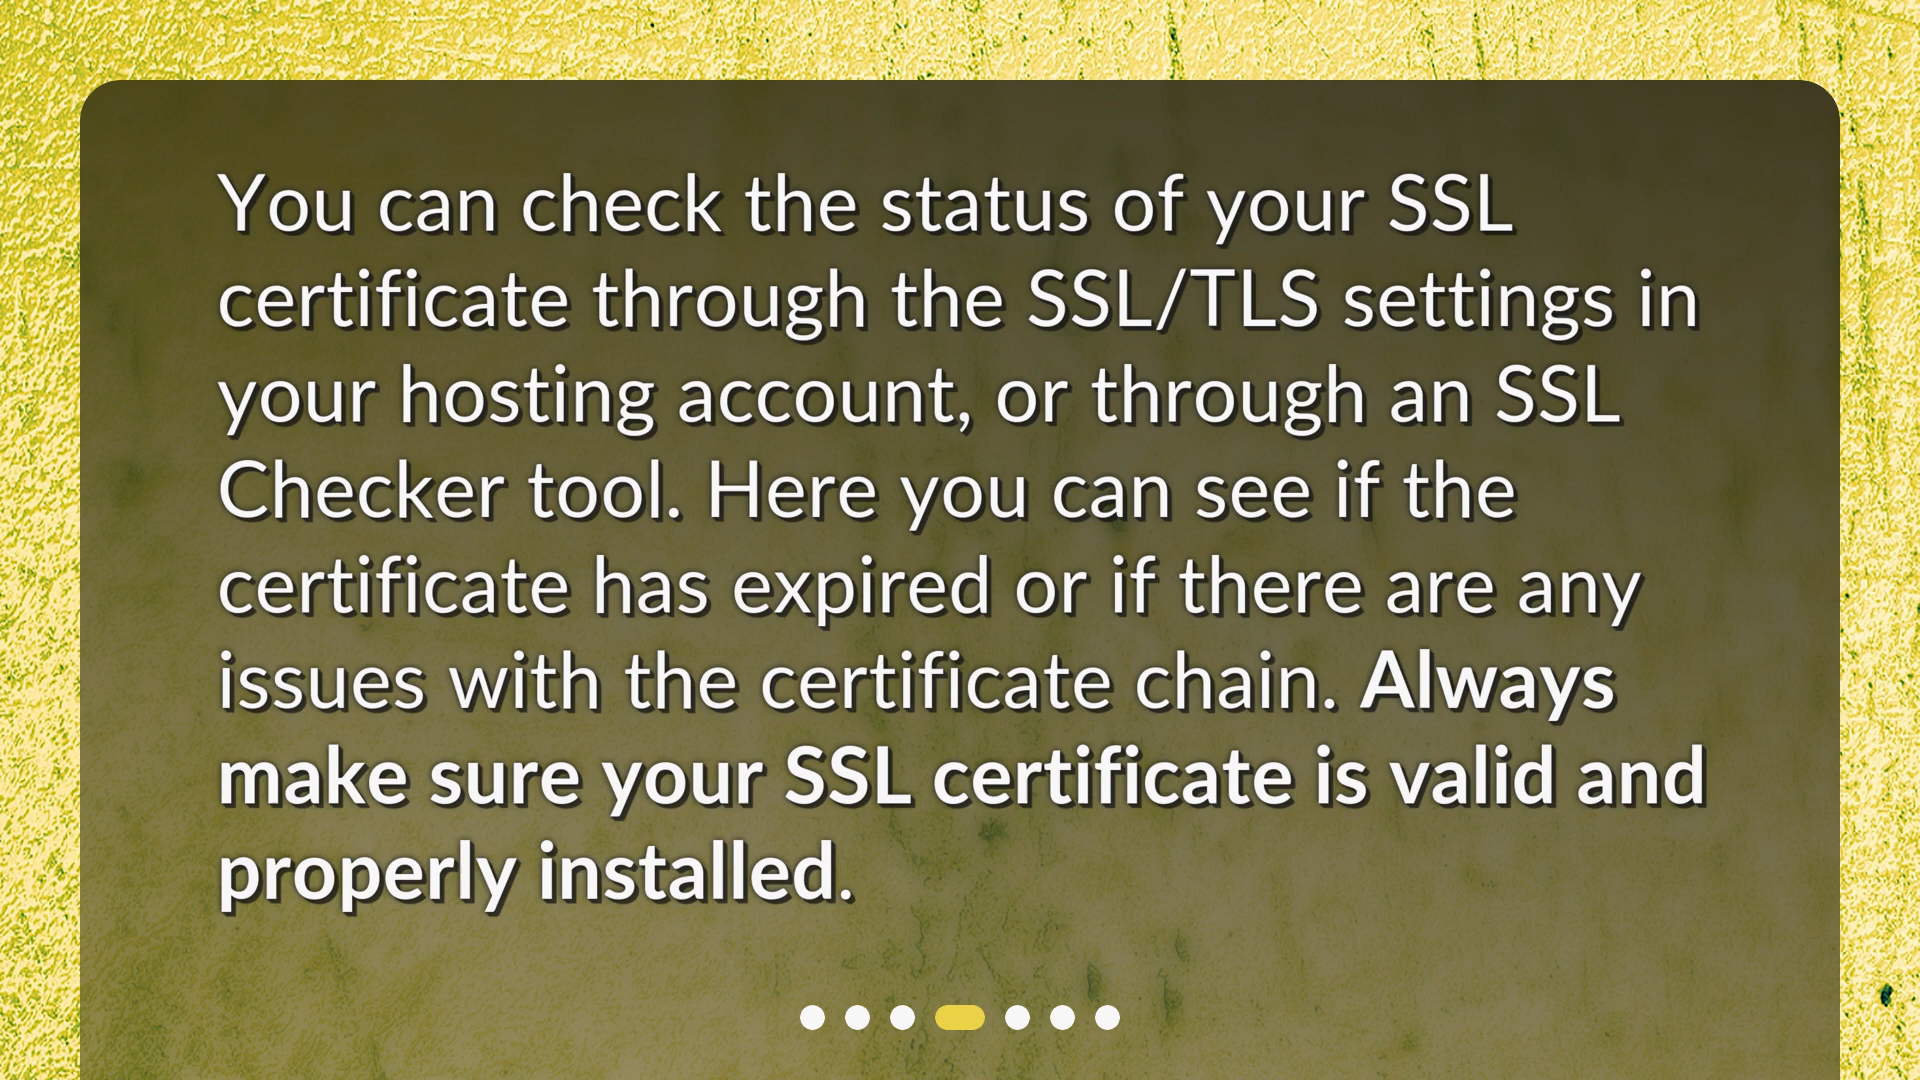 You can check the status of your SSL
certificate through the SSL/TLS settings in
your hosting account, or through an SSL
Checker tool. Here you can see if the
certificate has expired or if there are any
issues with the certificate chain. Always
make sure your SSL certificate is valid and
properly installed.